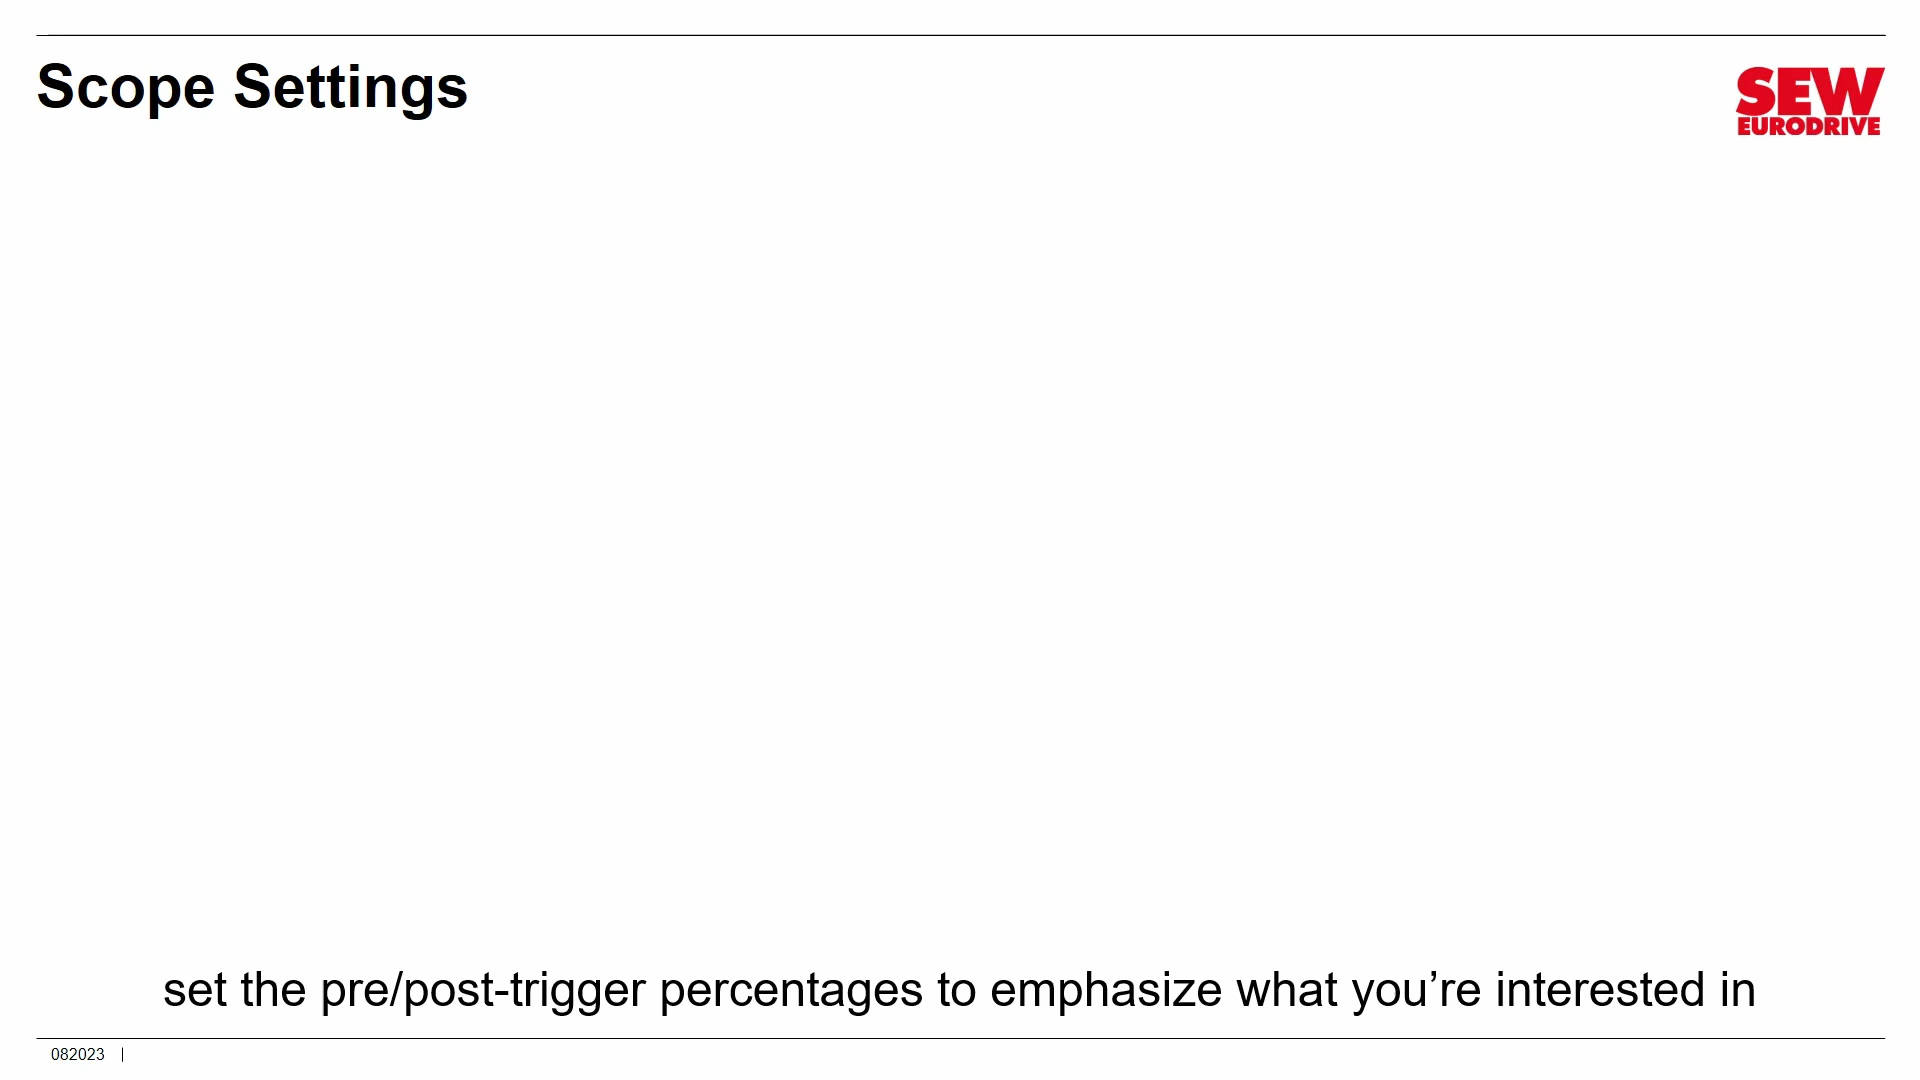 Scope Settings
SEW
EURODRIVE
set the pre/post-trigger percentages to emphasize what you’re interested in
082023 |